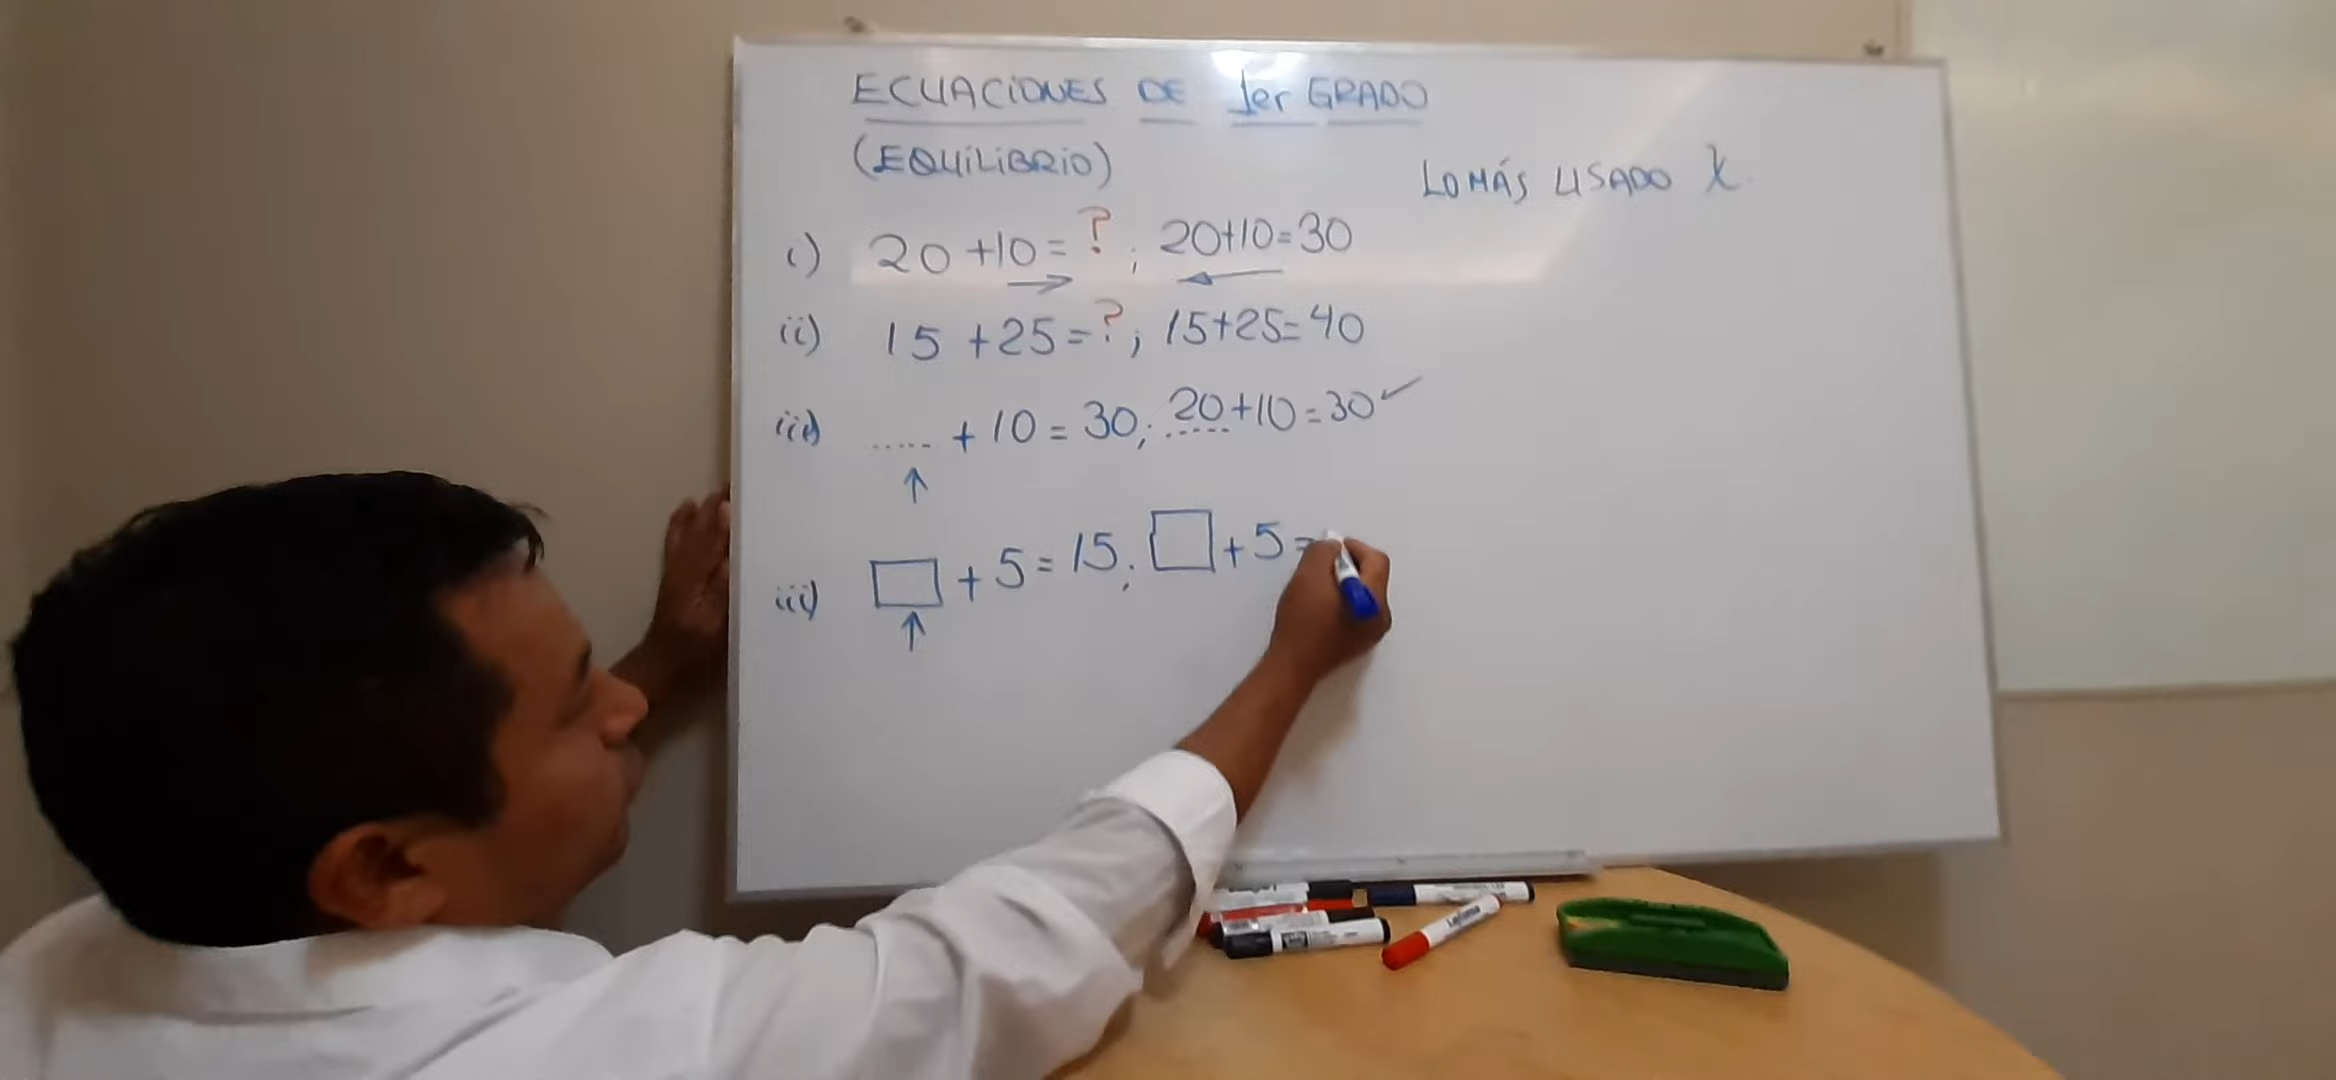 ECUACIONES DE 1er GRADO
(EQUILIBRIO)
LO MÁS USADO X
i) 20 +10 = ? ; 20+10=30
ii) 15 +25=? ; 15+25=40
iii) ..... + 10 = 30; 20+10=30 ✓
↑
iii) □ + 5 = 15; □ + 5 =
↑